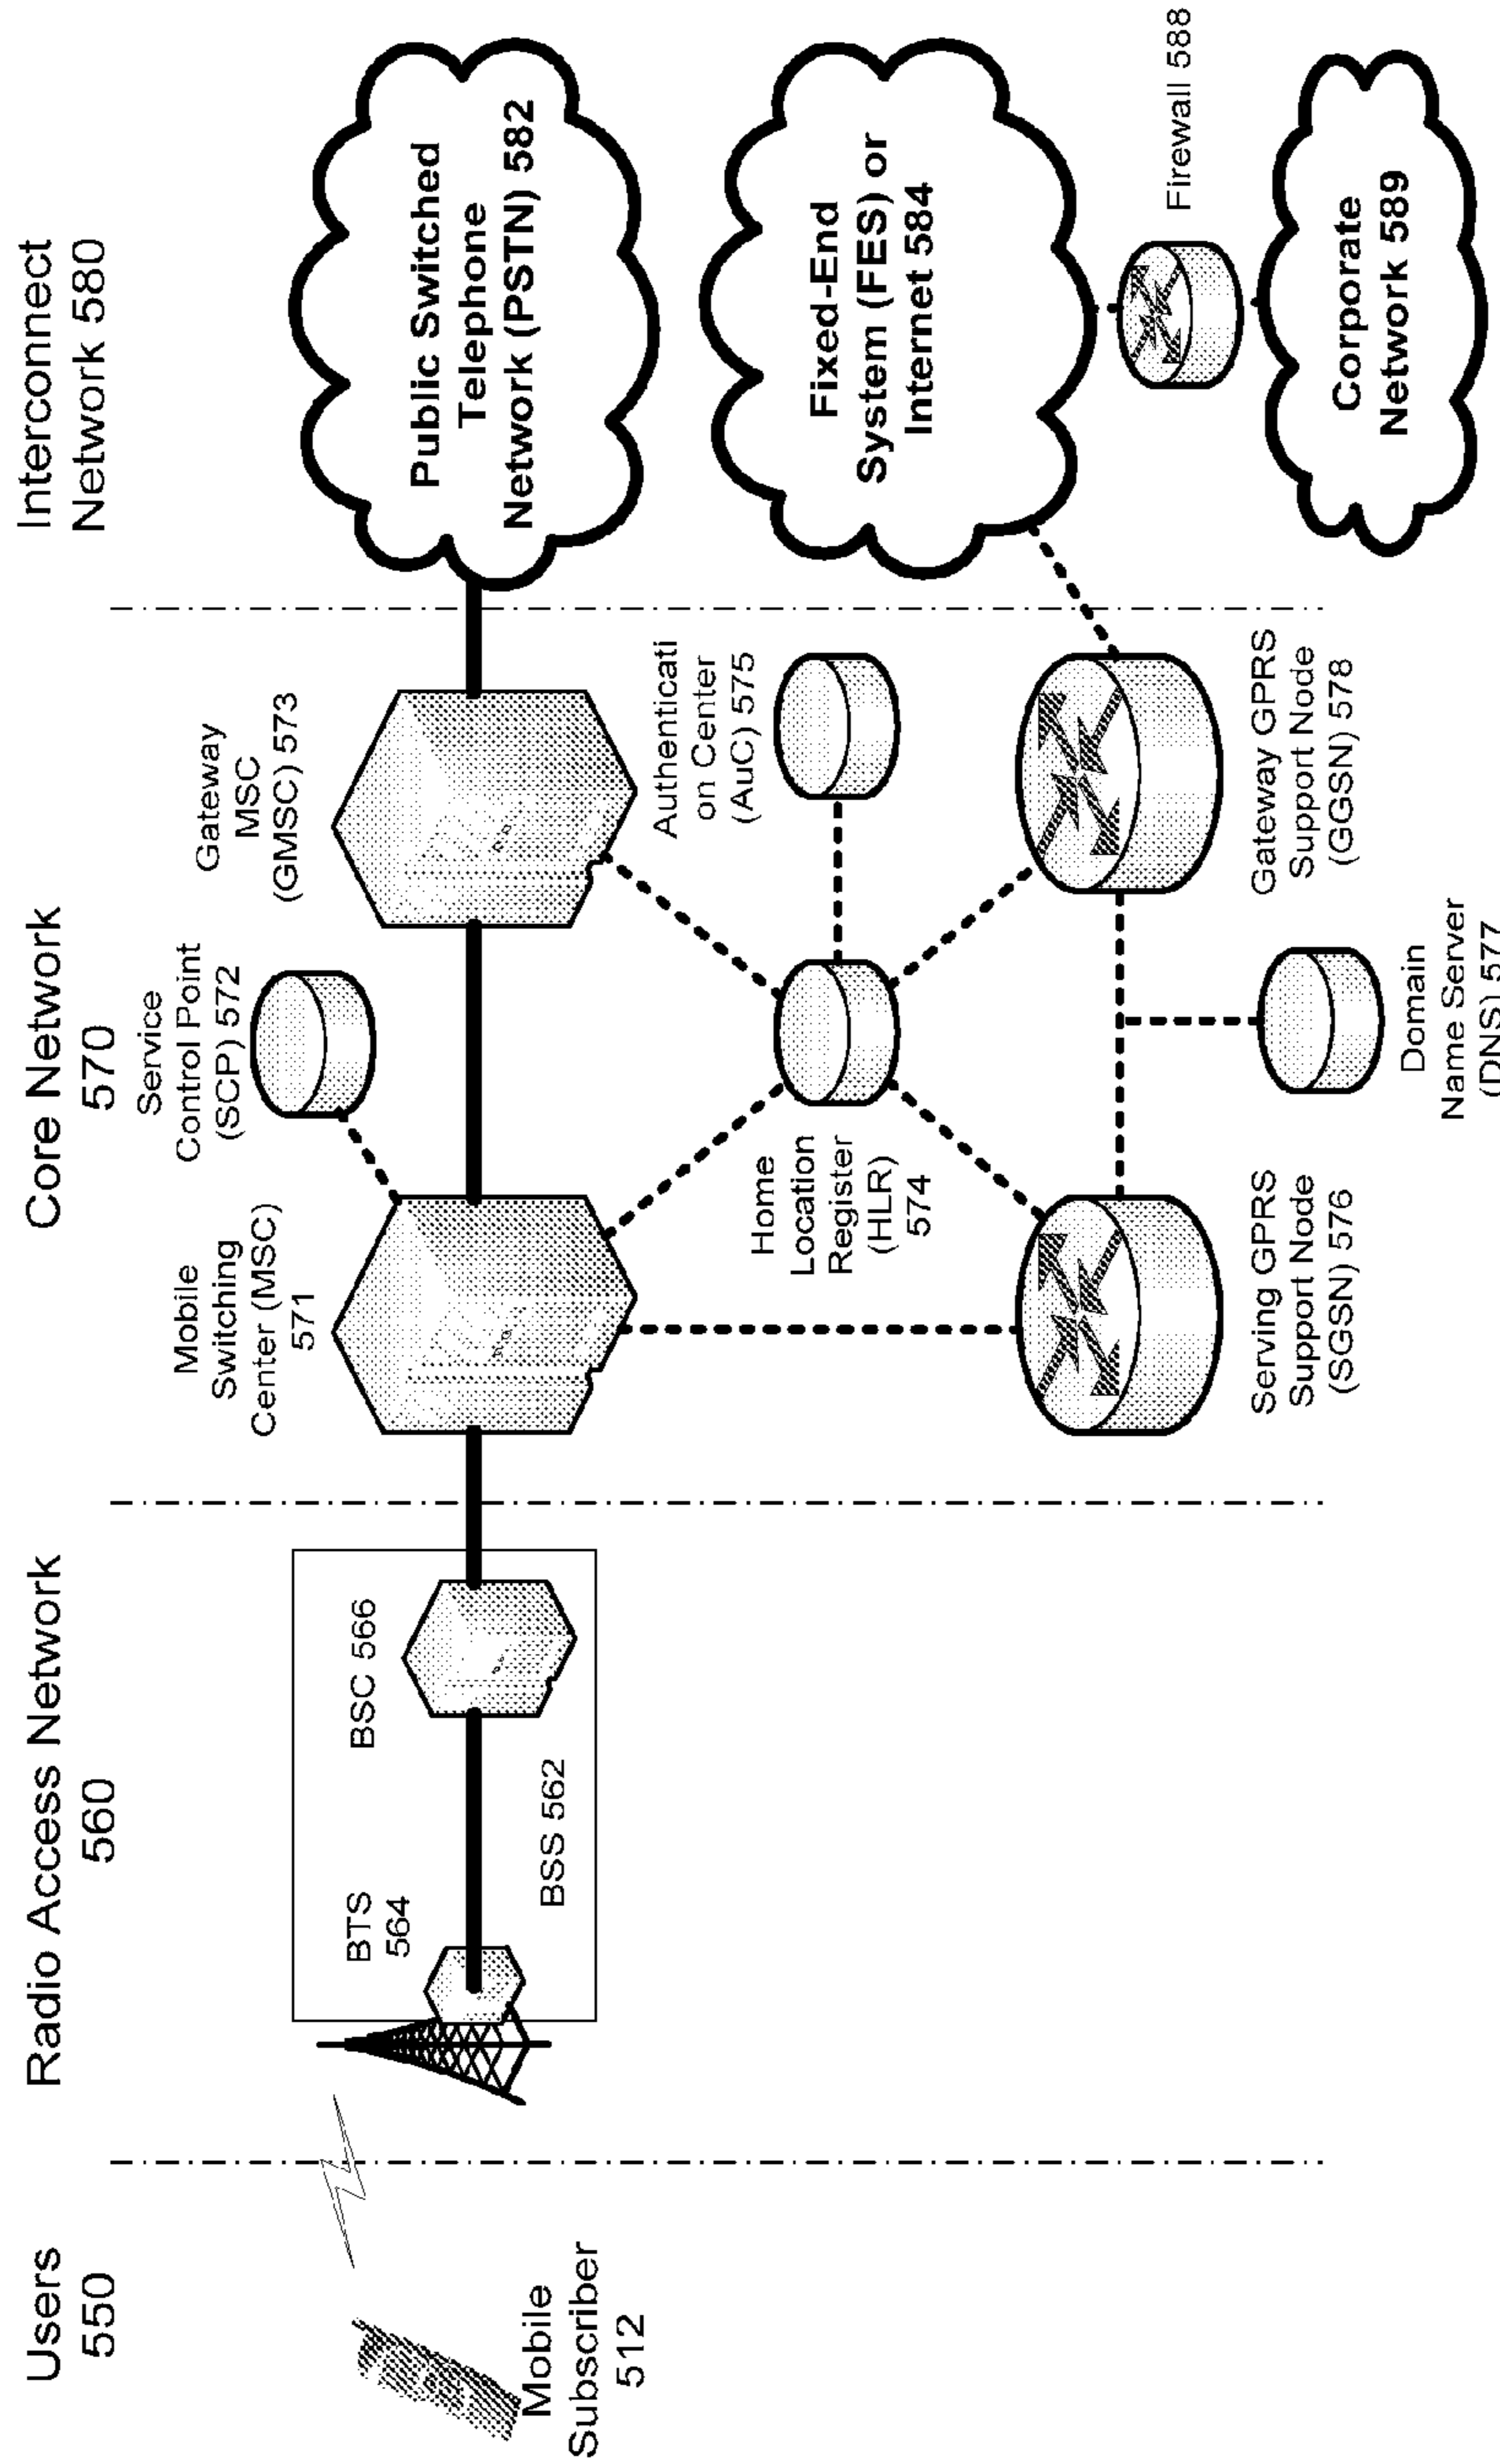 Users
550
Radio Access Network
560
Core Network
570
Interconnect
Network 580
Mobile
Subscriber
512
BTS
564
BSC 566
BSS 562
Mobile
Switching
Center (MSC)
571
Service
Control Point
(SCP) 572
Gateway
MSC
(GMSC) 573
Home
Location
Register
(HLR)
574
Authenticati
on Center
(AuC) 575
Serving GPRS
Support Node
(SGSN) 576
Domain
Name Server
(DNS) 577
Gateway GPRS
Support Node
(GGSN) 578
Public Switched
Telephone
Network (PSTN) 582
Fixed-End
System (FES) or
Internet 584
Firewall 588
Corporate
Network 589